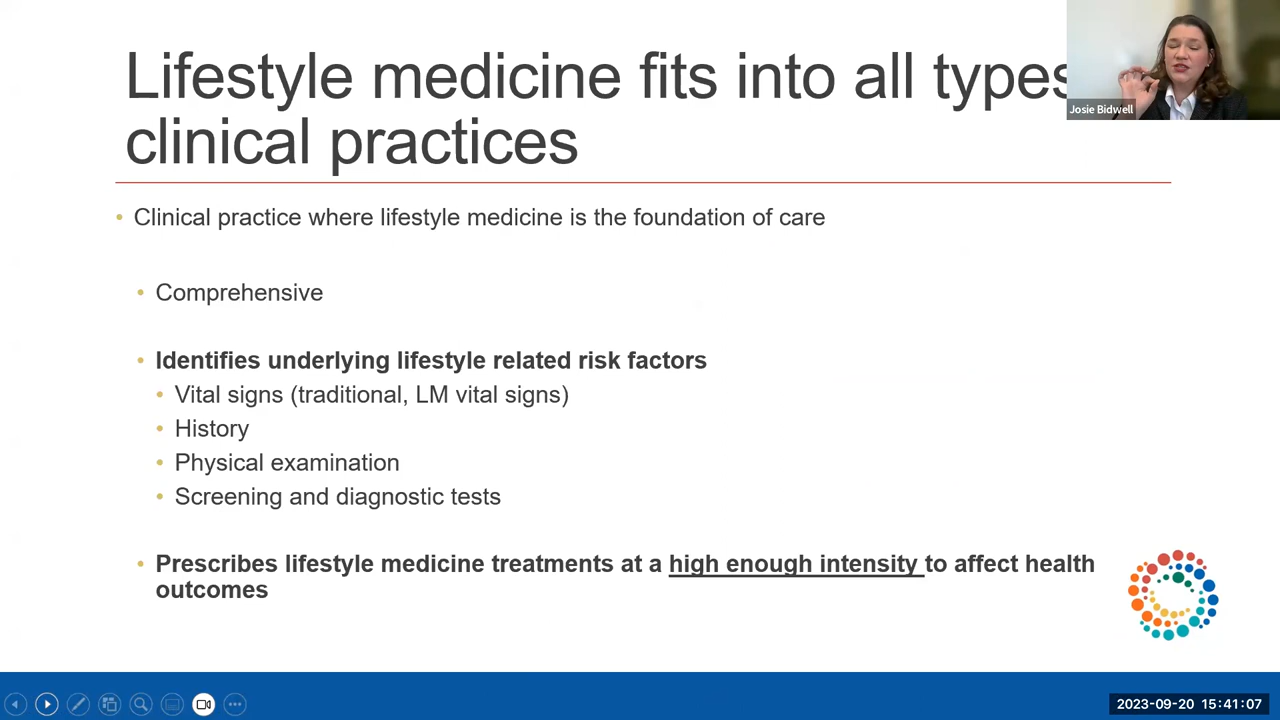 Lifestyle medicine fits into all types
clinical practices
Josie Bidwell
• Clinical practice where lifestyle medicine is the foundation of care
• Comprehensive
• Identifies underlying lifestyle related risk factors
• Vital signs (traditional, LM vital signs)
• History
• Physical examination
• Screening and diagnostic tests
• Prescribes lifestyle medicine treatments at a high enough intensity to affect health
outcomes
2023-09-20 15:41:07